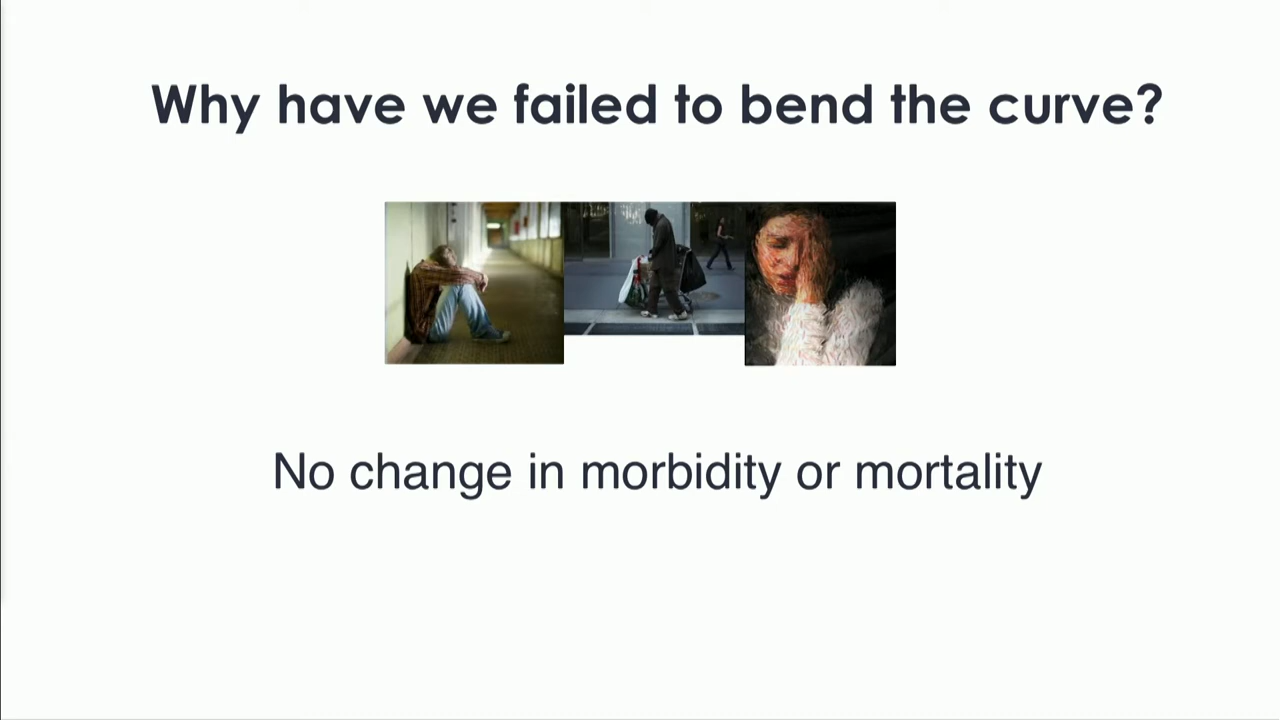 Why have we failed to bend the curve?
No change in morbidity or mortality